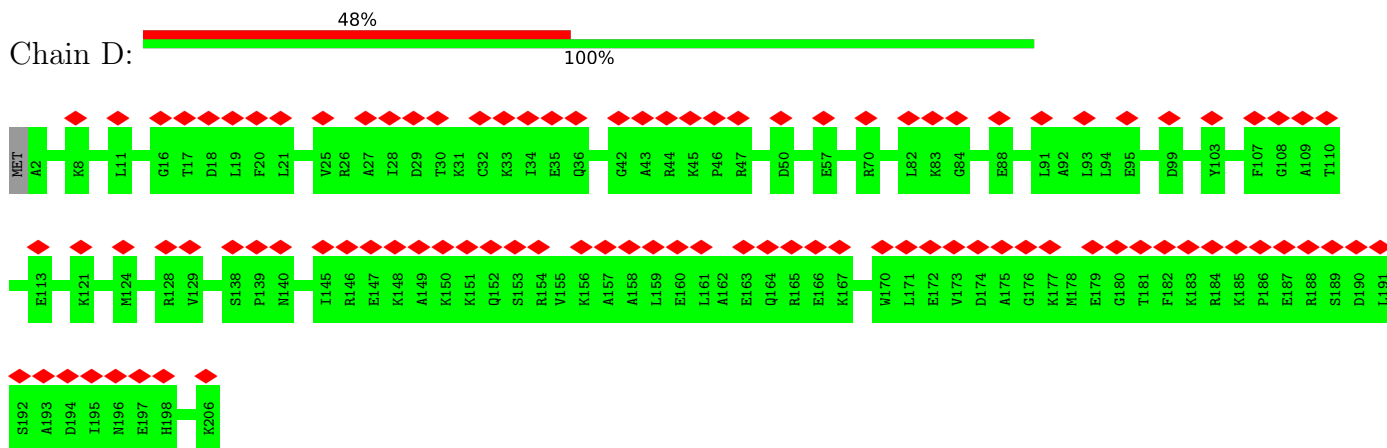 48%
Chain D:
100%
MET A2 K8 L11 G16 T17 D18 L19 F20 L21 V25 R26 A27 I28 D29 T30 K31 C32 K33 I34 E35 Q36 G42 A43 R44 K45 P46 R47 D50 E57 R70 L82 K83 G84 E88 L91 A92 L93 L94 E95 D99 Y103 F107 G108 A109 T110
E113 K121 M124 R128 V129 S138 P139 N140 I145 R146 E147 K148 A149 K150 K151 Q152 S153 R154 V155 K156 A157 A158 L159 E160 L161 A162 E163 Q164 R165 E166 K167 W170 L171 E172 V173 D174 A175 G176 K177 M178 E179 G180 T181 F182 K183 R184 K185 P186 E187 R188 S189 D190 L191
S192 A193 D194 I195 N196 E197 H198 K206